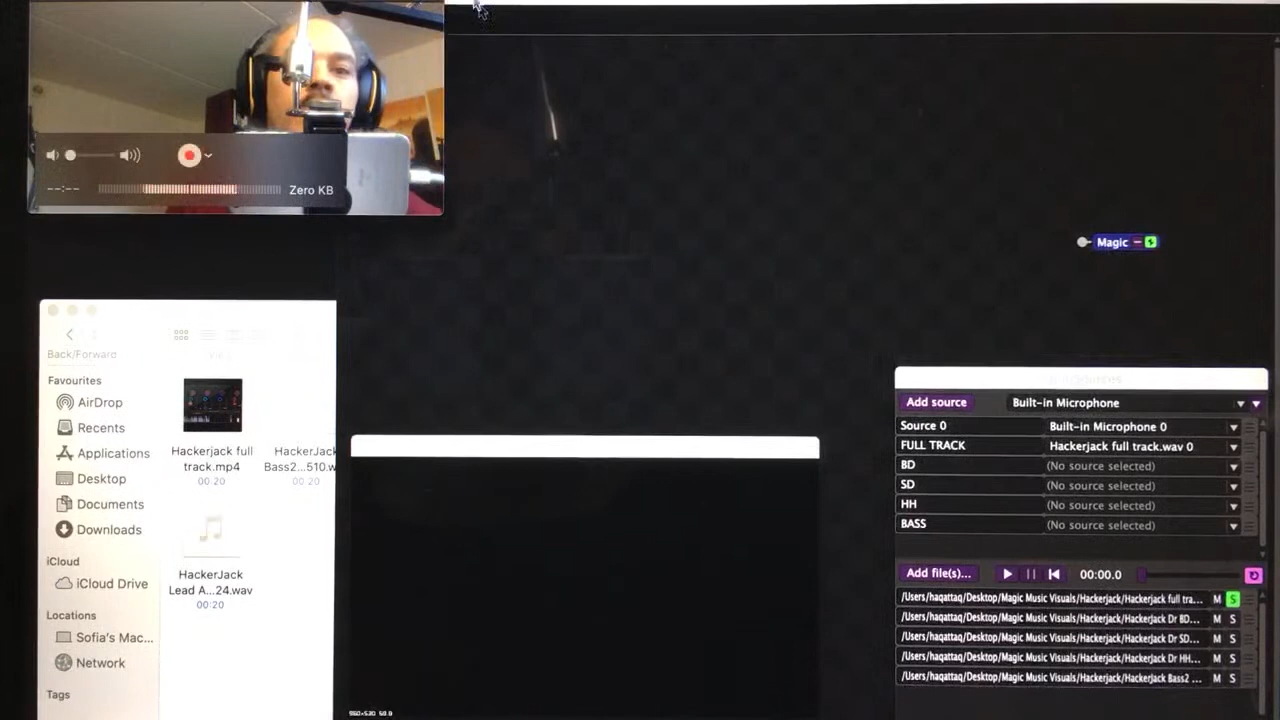 --:--
Zero KB
Magic
Back/Forward
Favourites
AirDrop
Recents
Applications
Desktop
Documents
Downloads
iCloud
iCloud Drive
Locations
Sofia's Mac...
Network
Tags
Hackerjack full
track.mp4
00:20
HackerJack
Bass2...510.w
00:20
HackerJack
Lead A...24.wav
00:20
960×530 59.9
Add source
Built-in Microphone
Source 0 Built-in Microphone 0
FULL TRACK Hackerjack full track.wav 0
BD (No source selected)
SD (No source selected)
HH (No source selected)
BASS (No source selected)
Add file(s)... 00:00.0
/Users/haqattaq/Desktop/Magic Music Visuals/Hackerjack/Hackerjack full tra... M S
/Users/haqattaq/Desktop/Magic Music Visuals/Hackerjack/HackerJack Dr BD... M S
/Users/haqattaq/Desktop/Magic Music Visuals/Hackerjack/HackerJack Dr SD... M S
/Users/haqattaq/Desktop/Magic Music Visuals/Hackerjack/HackerJack Dr HH... M S
/Users/haqattaq/Desktop/Magic Music Visuals/Hackerjack/HackerJack Bass2 ... M S